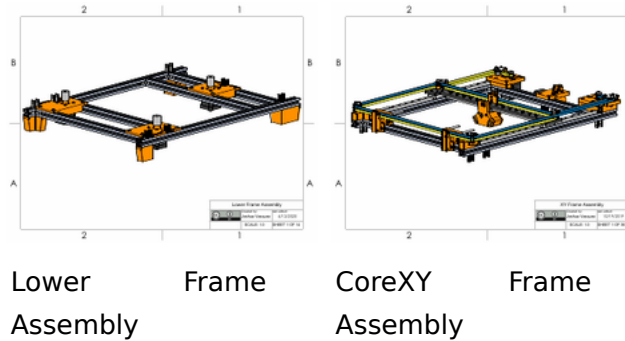 2 1 2 1
B B B
A A A
Lower Frame Assembly XY Frame Assembly
2 1 2 1
Lower Frame CoreXY Frame
Assembly Assembly